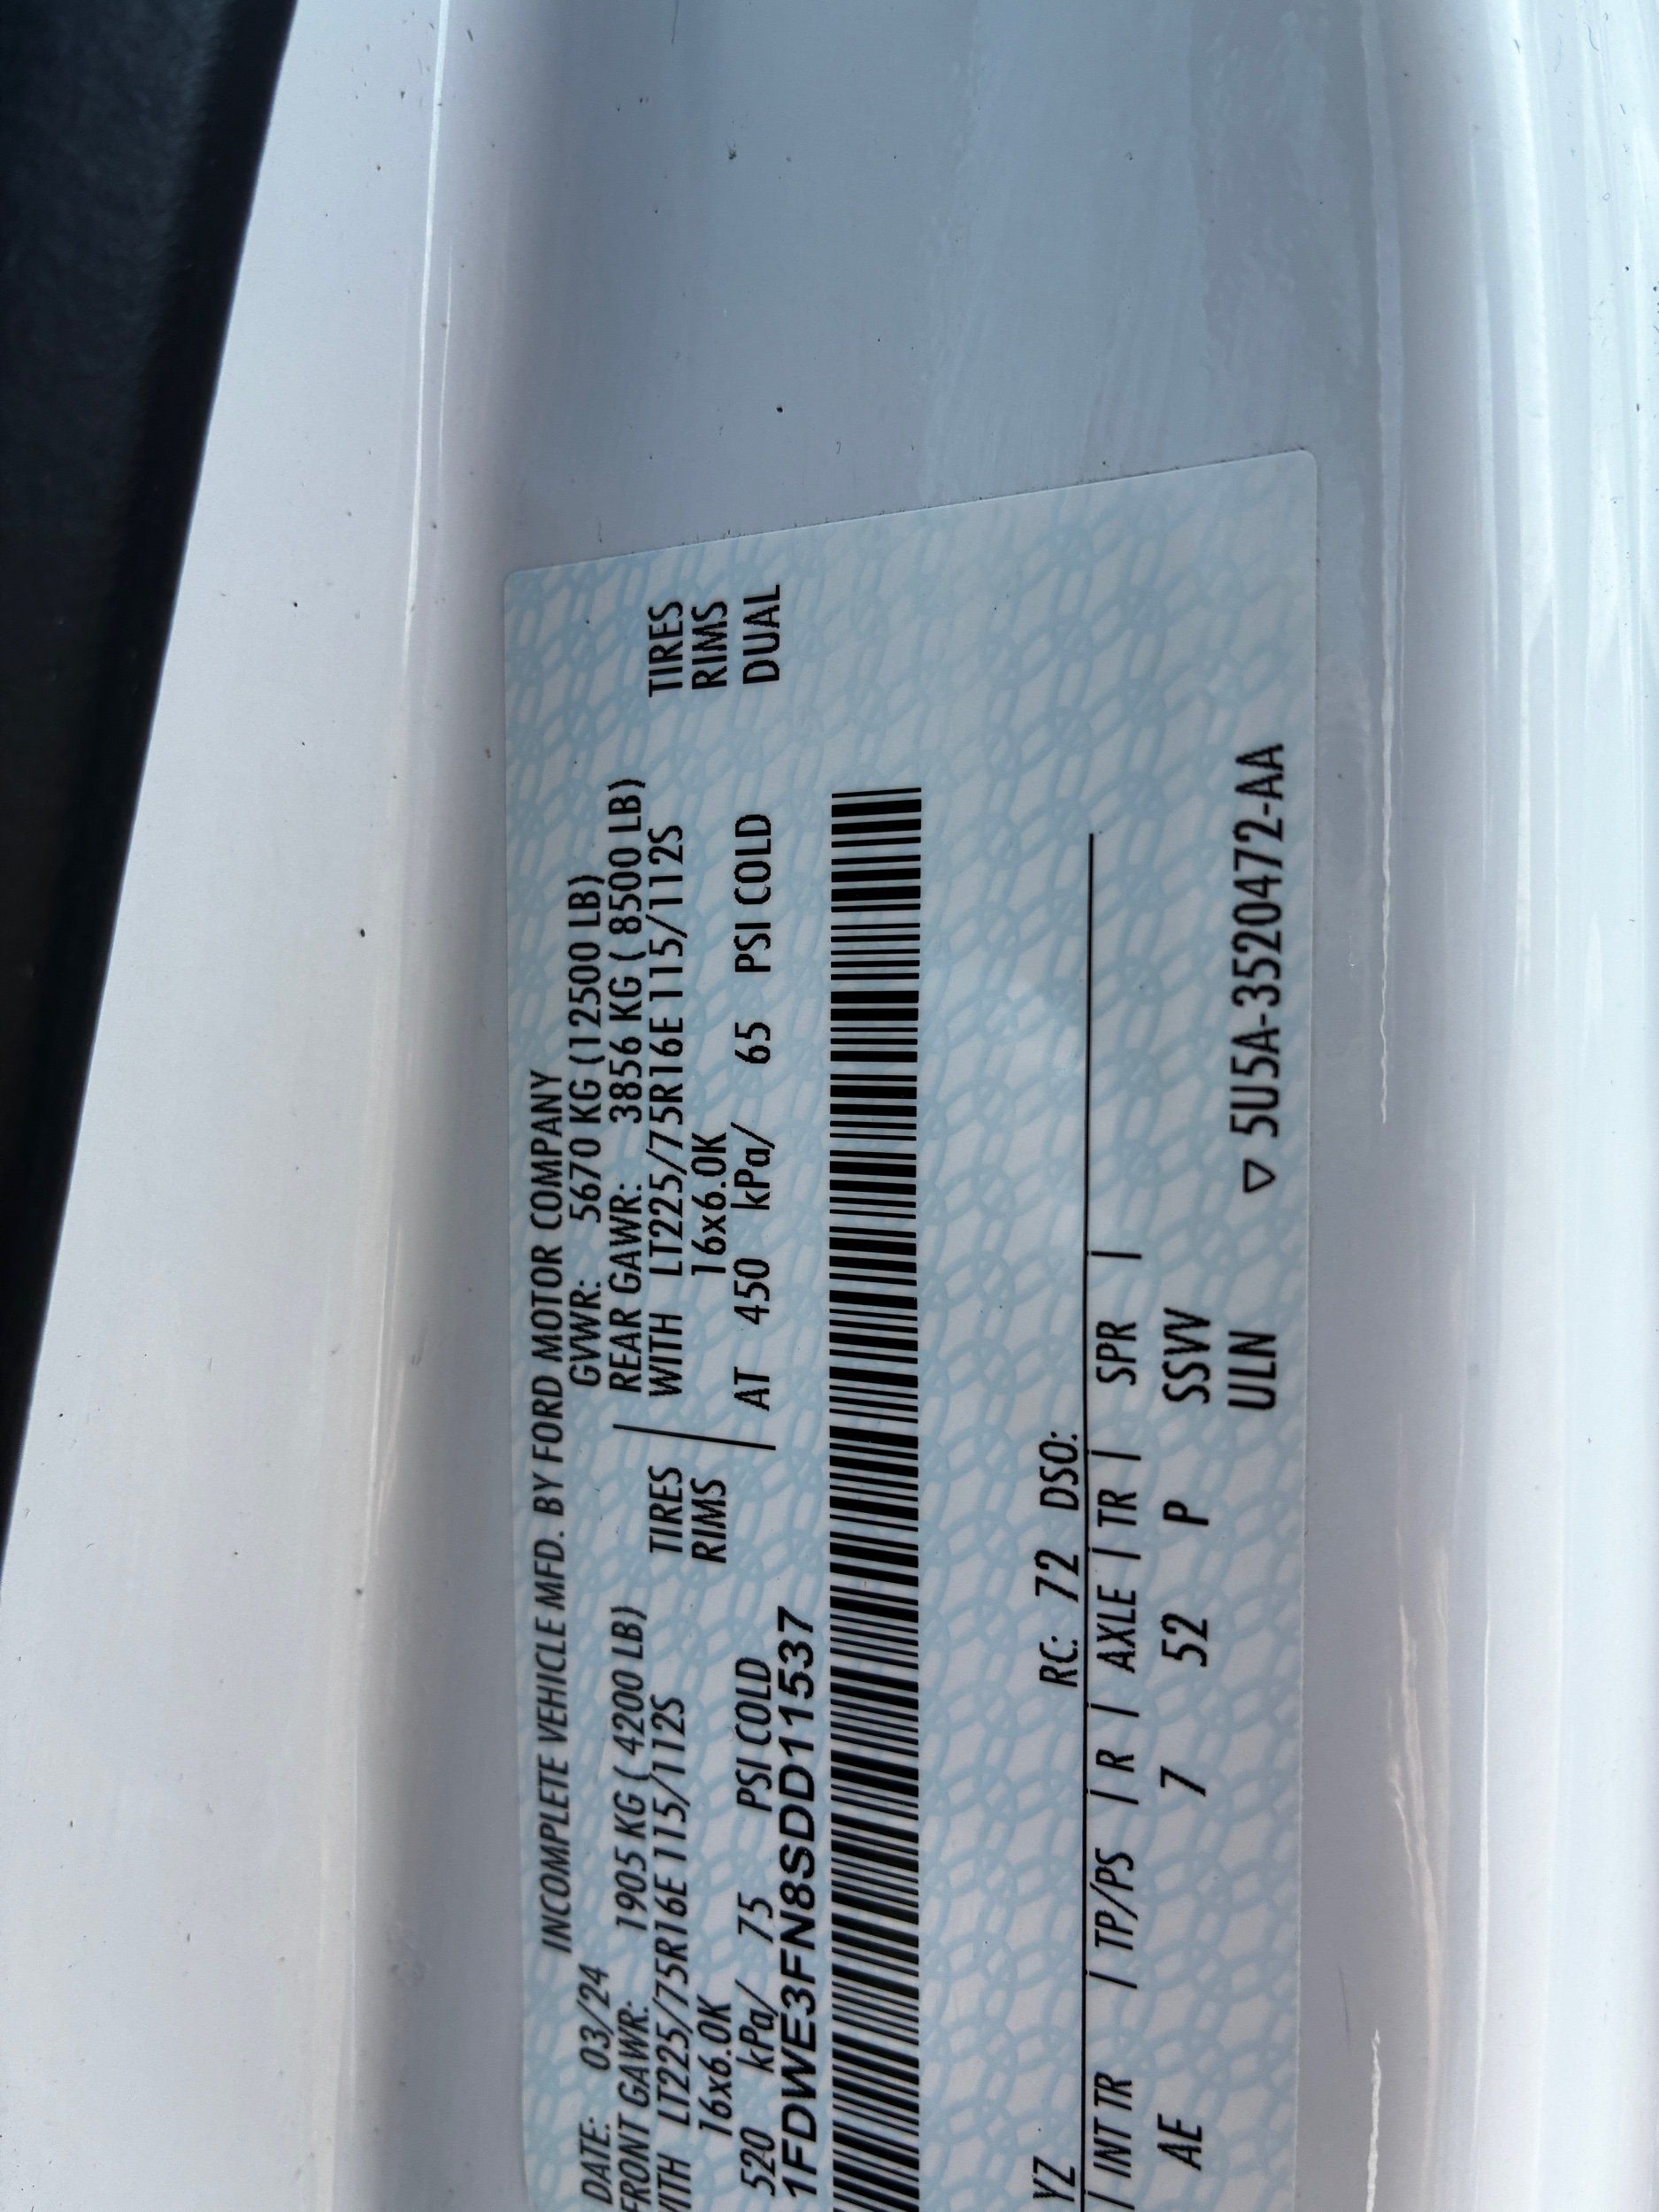 INCOMPLETE VEHICLE MFD. BY FORD MOTOR COMPANY
DATE: 03/24 GVWR: 5670 KG (12500 LB)
FRONT GAWR: 1905 KG ( 4200 LB) REAR GAWR: 3856 KG ( 8500 LB)
WITH LT225/75R16E 115/112S TIRES WITH LT225/75R16E 115/112S TIRES
16x6.0K RIMS 16x6.0K RIMS
520 kPa/ 75 PSI COLD AT 450 kPa/ 65 PSI COLD DUAL
1FDWE3FN8SDD11537
YZ RC: 72 DSO:
/ INT TR / TP/PS / R / AXLE / TR / SPR /
AE 7 52 P SSVV
ULN ▽ 5U5A-3520472-AA